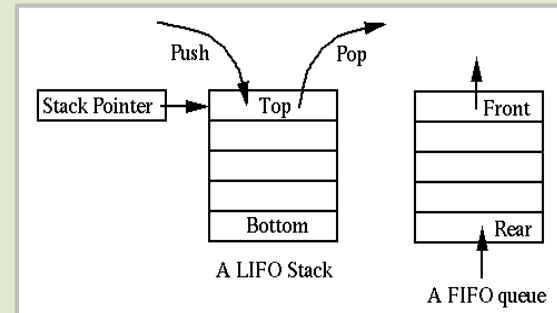 Push
Pop
Stack Pointer
Top
Front
Bottom
Rear
A LIFO Stack
A FIFO queue